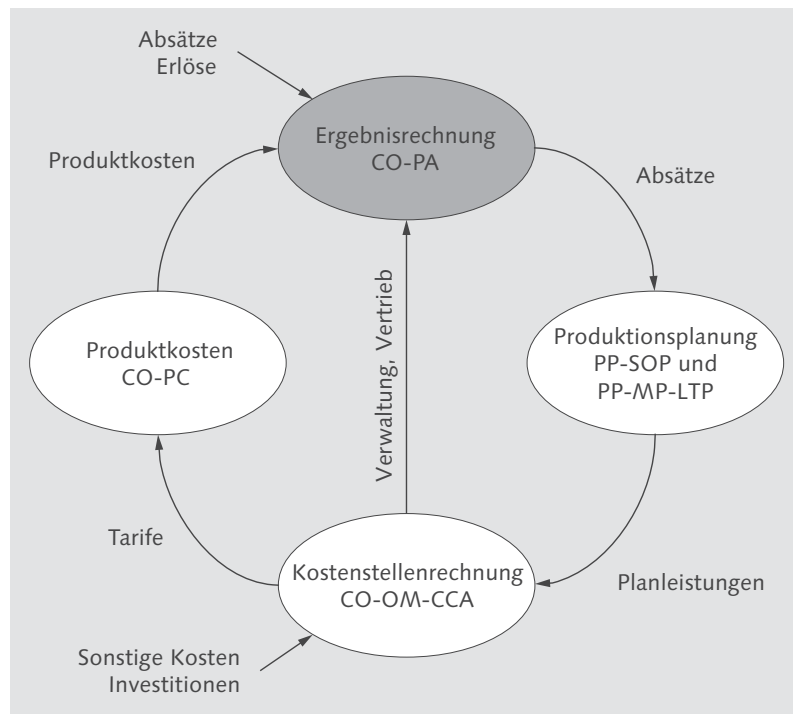 Absätze
Erlöse
Ergebnisrechnung
CO-PA
Produktkosten
Absätze
Verwaltung, Vertrieb
Produktkosten
CO-PC
Produktionsplanung
PP-SOP und
PP-MP-LTP
Tarife
Kostenstellenrechnung
CO-OM-CCA
Planleistungen
Sonstige Kosten
Investitionen